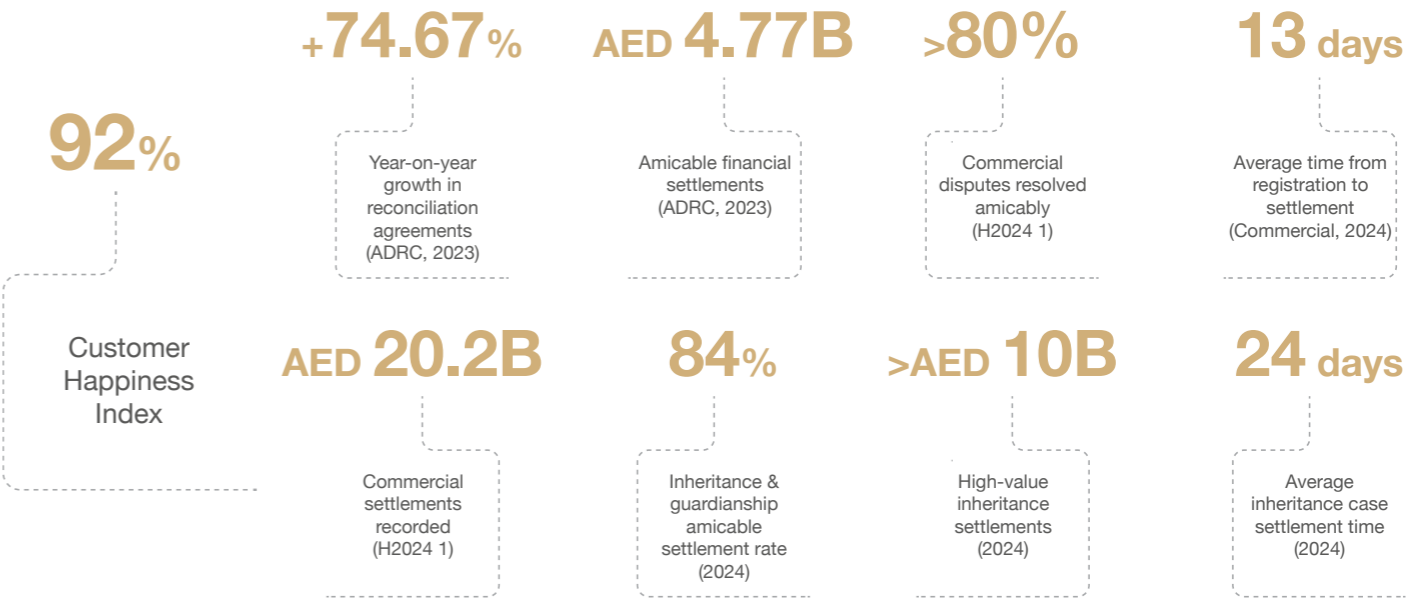 92%
Customer
Happiness
Index
+74.67%
Year-on-year
growth in
reconciliation
agreements
(ADRC, 2023)
AED 4.77B
Amicable financial
settlements
(ADRC, 2023)
>80%
Commercial
disputes resolved
amicably
(H2024 1)
13 days
Average time from
registration to
settlement
(Commercial, 2024)
AED 20.2B
Commercial
settlements
recorded
(H2024 1)
84%
Inheritance &
guardianship
amicable
settlement rate
(2024)
>AED 10B
High-value
inheritance
settlements
(2024)
24 days
Average
inheritance case
settlement time
(2024)